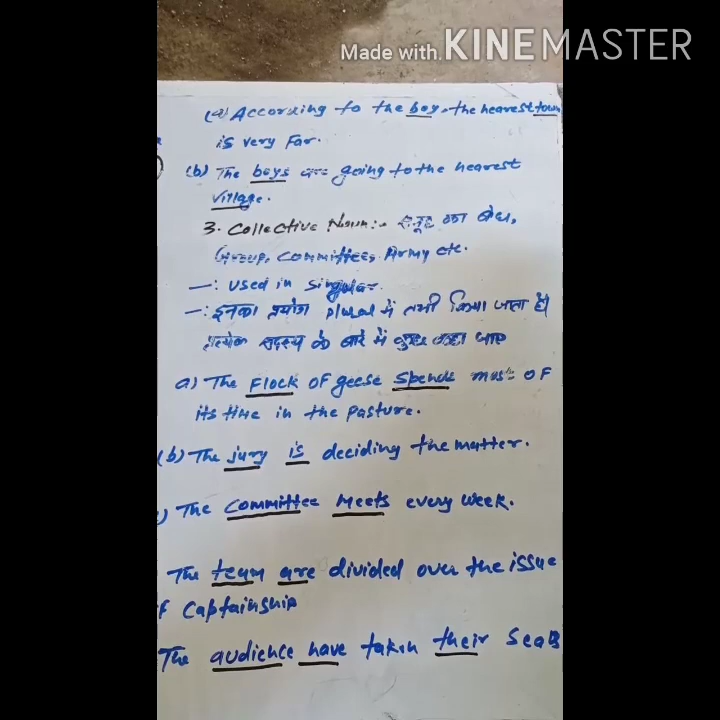 Made with KINEMASTER
(a) According to the boy, the nearest town
is very far.
(b) The boys are going to the nearest
village.
3. Collective Noun:- समूह का बोध,
Group, Committee, Army etc.
—: used in singular.
—: इनका प्रयोग plural में तभी किया जाता है।
प्रत्येक सदस्य के बारे में कुछ कहा जाए
a) The Flock of geese spends most of
its time in the pasture.
(b) The jury is deciding the matter.
) The Committee meets every week.
The team are divided over the issue
f captainship
The audience have taken their seats